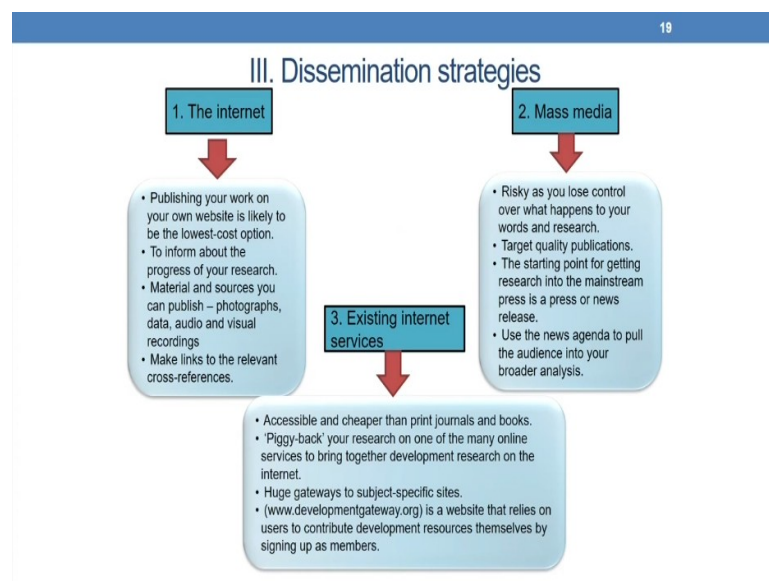 19
III. Dissemination strategies
1. The internet
• Publishing your work on
your own website is likely to
be the lowest-cost option.
• To inform about the
progress of your research.
• Material and sources you
can publish – photographs,
data, audio and visual
recordings
• Make links to the relevant
cross-references.
2. Mass media
• Risky as you lose control
over what happens to your
words and research.
• Target quality publications.
• The starting point for getting
research into the mainstream
press is a press or news
release.
• Use the news agenda to pull
the audience into your
broader analysis.
3. Existing internet
services
• Accessible and cheaper than print journals and books.
• ‘Piggy-back’ your research on one of the many online
services to bring together development research on the
internet.
• Huge gateways to subject-specific sites.
• (www.developmentgateway.org) is a website that relies on
users to contribute development resources themselves by
signing up as members.